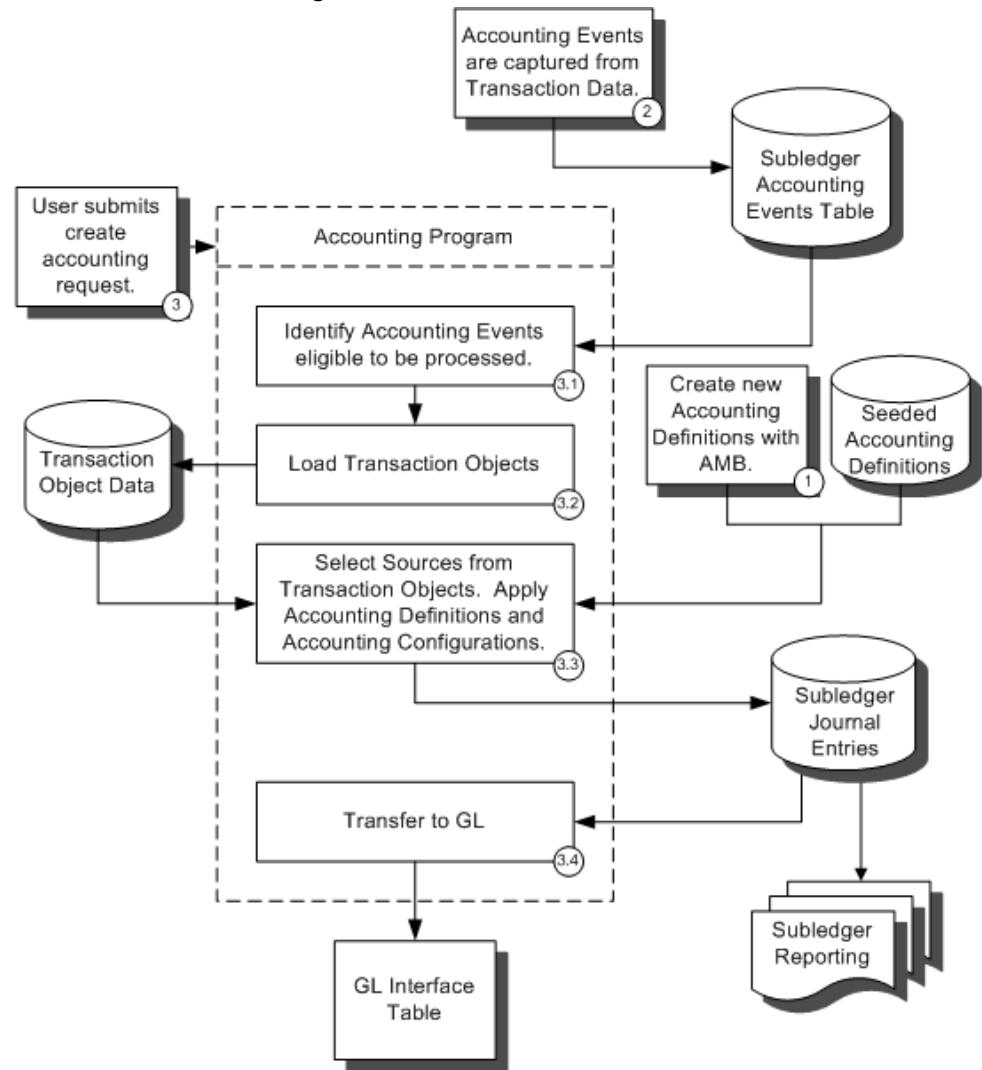 Accounting Events
are captured from
Transaction Data.
2
Subledger
Accounting
Events Table
User submits
create
accounting
request.
3
Accounting Program
Identify Accounting Events
eligible to be processed.
3.1
Create new
Accounting
Definitions with
AMB.
1
Seeded
Accounting
Definitions
Transaction
Object Data
Load Transaction Objects
3.2
Select Sources from
Transaction Objects.  Apply
Accounting Definitions and
Accounting Configurations.
3.3
Subledger
Journal
Entries
Transfer to GL
3.4
Subledger
Reporting
GL Interface
Table